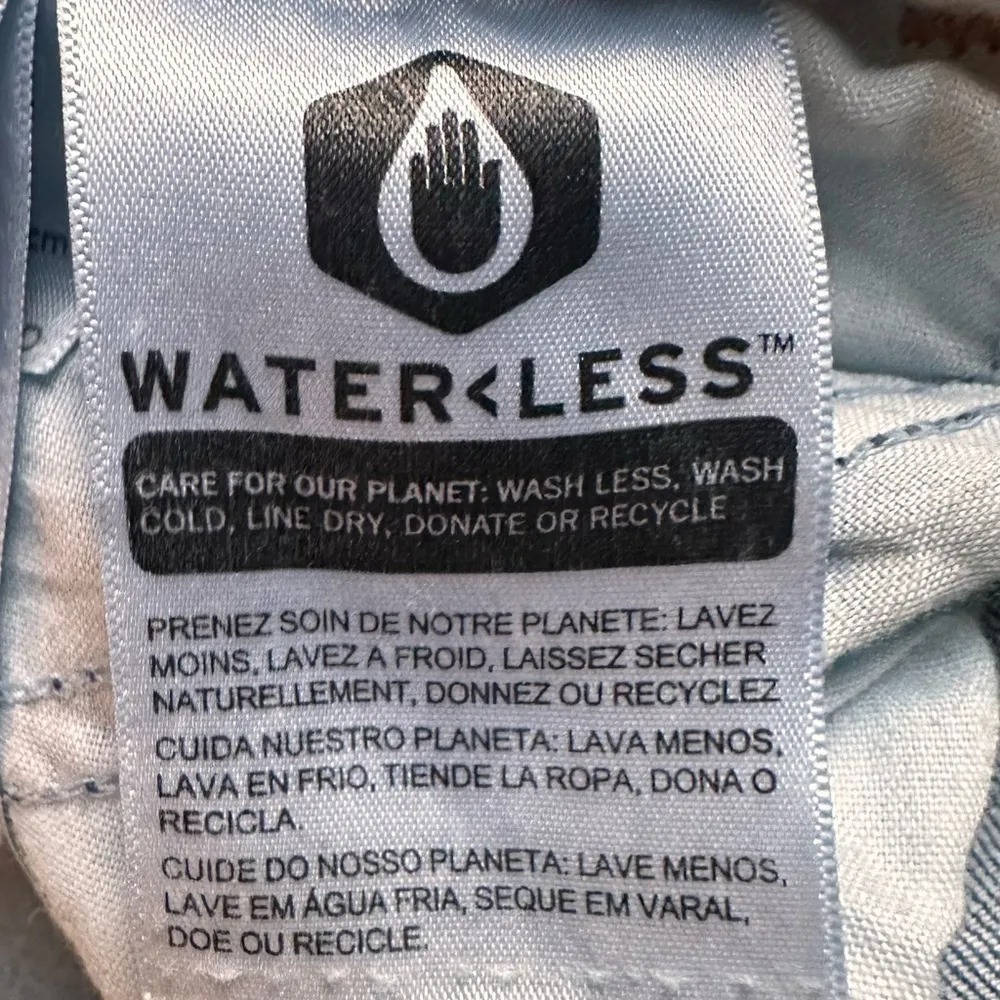 WATER<LESS™
CARE FOR OUR PLANET: WASH LESS, WASH
COLD, LINE DRY, DONATE OR RECYCLE
PRENEZ SOIN DE NOTRE PLANETE: LAVEZ
MOINS, LAVEZ A FROID, LAISSEZ SECHER
NATURELLEMENT, DONNEZ OU RECYCLEZ
CUIDA NUESTRO PLANETA: LAVA MENOS,
LAVA EN FRIO, TIENDE LA ROPA, DONA O
RECICLA.
CUIDE DO NOSSO PLANETA: LAVE MENOS,
LAVE EM ÁGUA FRIA, SEQUE EM VARAL,
DOE OU RECICLE.